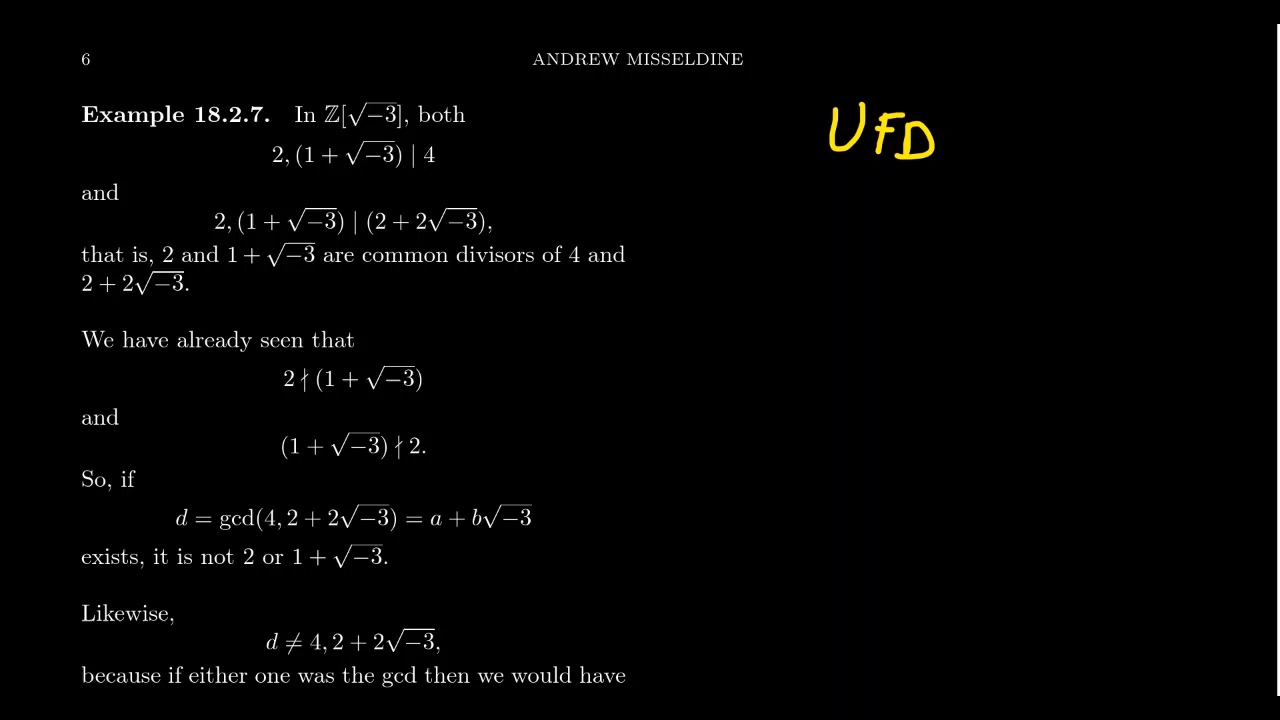 6 ANDREW MISSELDINE
Example 18.2.7. In ℤ[√−3], both
2, (1 + √−3) | 4
and
2, (1 + √−3) | (2 + 2√−3),
that is, 2 and 1 + √−3 are common divisors of 4 and
2 + 2√−3.
We have already seen that
2 ∤ (1 + √−3)
and
(1 + √−3) ∤ 2.
So, if
d = gcd(4, 2 + 2√−3) = a + b√−3
exists, it is not 2 or 1 + √−3.
Likewise,
d ≠ 4, 2 + 2√−3,
because if either one was the gcd then we would have
UFD